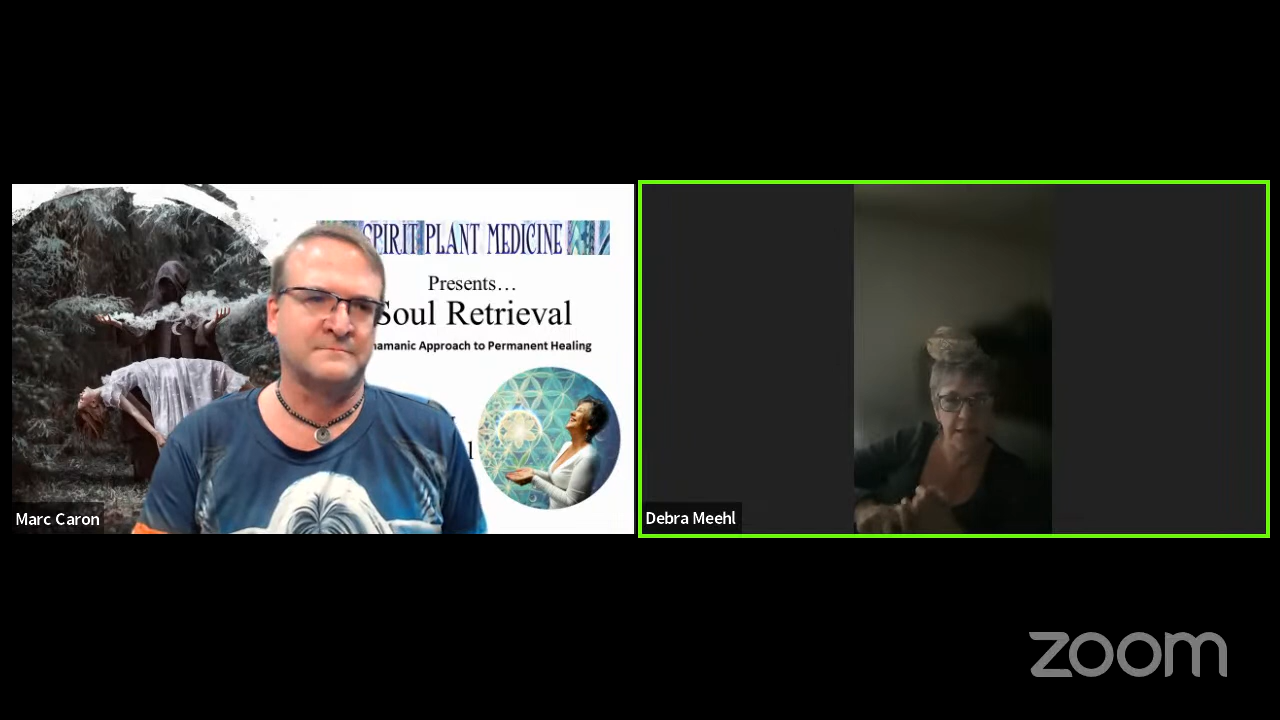 SPIRIT PLANT MEDICINE
Presents…
Soul Retrieval
hamanic Approach to Permanent Healing
l
Marc Caron
Debra Meehl
zoom